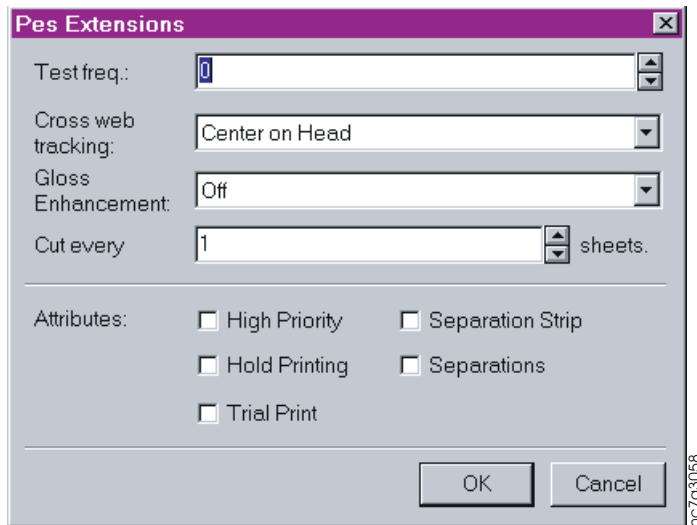 Pes Extensions
Test freq.: 0
Cross web
tracking: Center on Head
Gloss
Enhancement: Off
Cut every 1 sheets.
Attributes: High Priority Separation Strip
Hold Printing Separations
Trial Print
OK Cancel